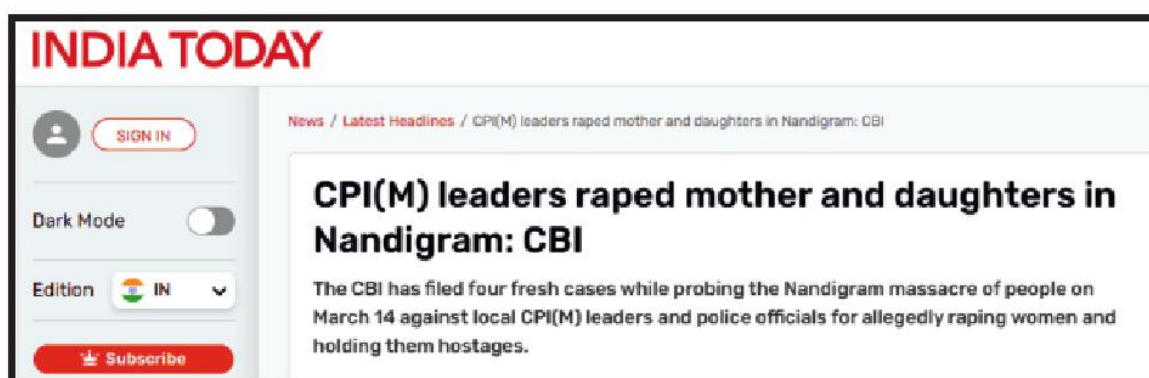 INDIA TODAY
SIGN IN
News / Latest Headlines / CPI(M) leaders raped mother and daughters in Nandigram: CBI
CPI(M) leaders raped mother and daughters in
Nandigram: CBI
Dark Mode
Edition IN
The CBI has filed four fresh cases while probing the Nandigram massacre of people on
March 14 against local CPI(M) leaders and police officials for allegedly raping women and
holding them hostages.
Subscribe